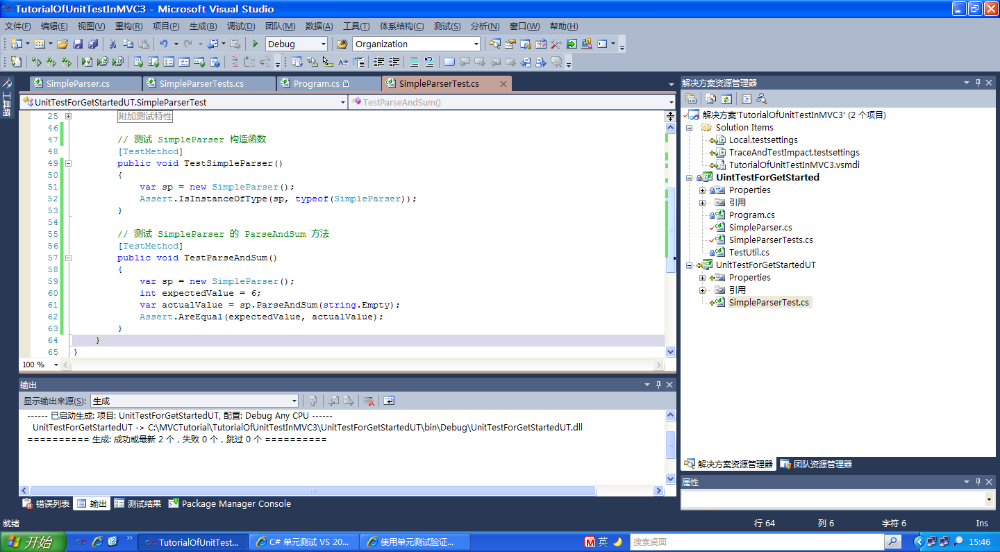 TutorialOfUnitTestInMVC3 - Microsoft Visual Studio
文件(F) 编辑(E) 视图(V) 重构(R) 项目(P) 生成(B) 调试(D) 团队(M) 数据(A) 工具(T) 体系结构(C) 测试(S) 分析(N) 窗口(W) 帮助(H)
Debug Organization
工具箱
SimpleParser.cs SimpleParserTests.cs Program.cs SimpleParserTest.cs
UnitTestForGetStartedUT.SimpleParserTest TestParseAndSum()
25 附加测试特性
46
47 // 测试 SimpleParser 构造函数
48 [TestMethod]
49 public void TestSimpleParser()
50 {
51 var sp = new SimpleParser();
52 Assert.IsInstanceOfType(sp, typeof(SimpleParser));
53 }
54
55 // 测试 SimpleParser 的 ParseAndSum 方法
56 [TestMethod]
57 public void TestParseAndSum()
58 {
59 var sp = new SimpleParser();
60 int expectedValue = 6;
61 var actualValue = sp.ParseAndSum(string.Empty);
62 Assert.AreEqual(expectedValue, actualValue);
63 }
64 }
65 }
100 %
输出
显示输出来源(S): 生成
------ 已启动生成: 项目: UnitTestForGetStartedUT, 配置: Debug Any CPU ------
UnitTestForGetStartedUT -> C:\MVCTutorial\TutorialOfUnitTestInMVC3\UnitTestForGetStartedUT\bin\Debug\UnitTestForGetStartedUT.dll
========== 生成: 成功或最新 2 个，失败 0 个，跳过 0 个 ==========
错误列表 输出 测试结果 Package Manager Console
解决方案资源管理器
解决方案'TutorialOfUnitTestInMVC3' (2 个项目)
Solution Items
Local.testsettings
TraceAndTestImpact.testsettings
TutorialOfUnitTestInMVC3.vsmdi
UintTestForGetStarted
Properties
引用
Program.cs
SimpleParser.cs
SimpleParserTests.cs
TestUtil.cs
UnitTestForGetStartedUT
Properties
引用
SimpleParserTest.cs
解决方案资源管理器 团队资源管理器
属性
就绪 行 64 列 6 字符 6 Ins
开始 TutorialOfUnitTest... C# 单元测试 VS 20... 使用单元测试验证... M 英 搜索桌面 15:46